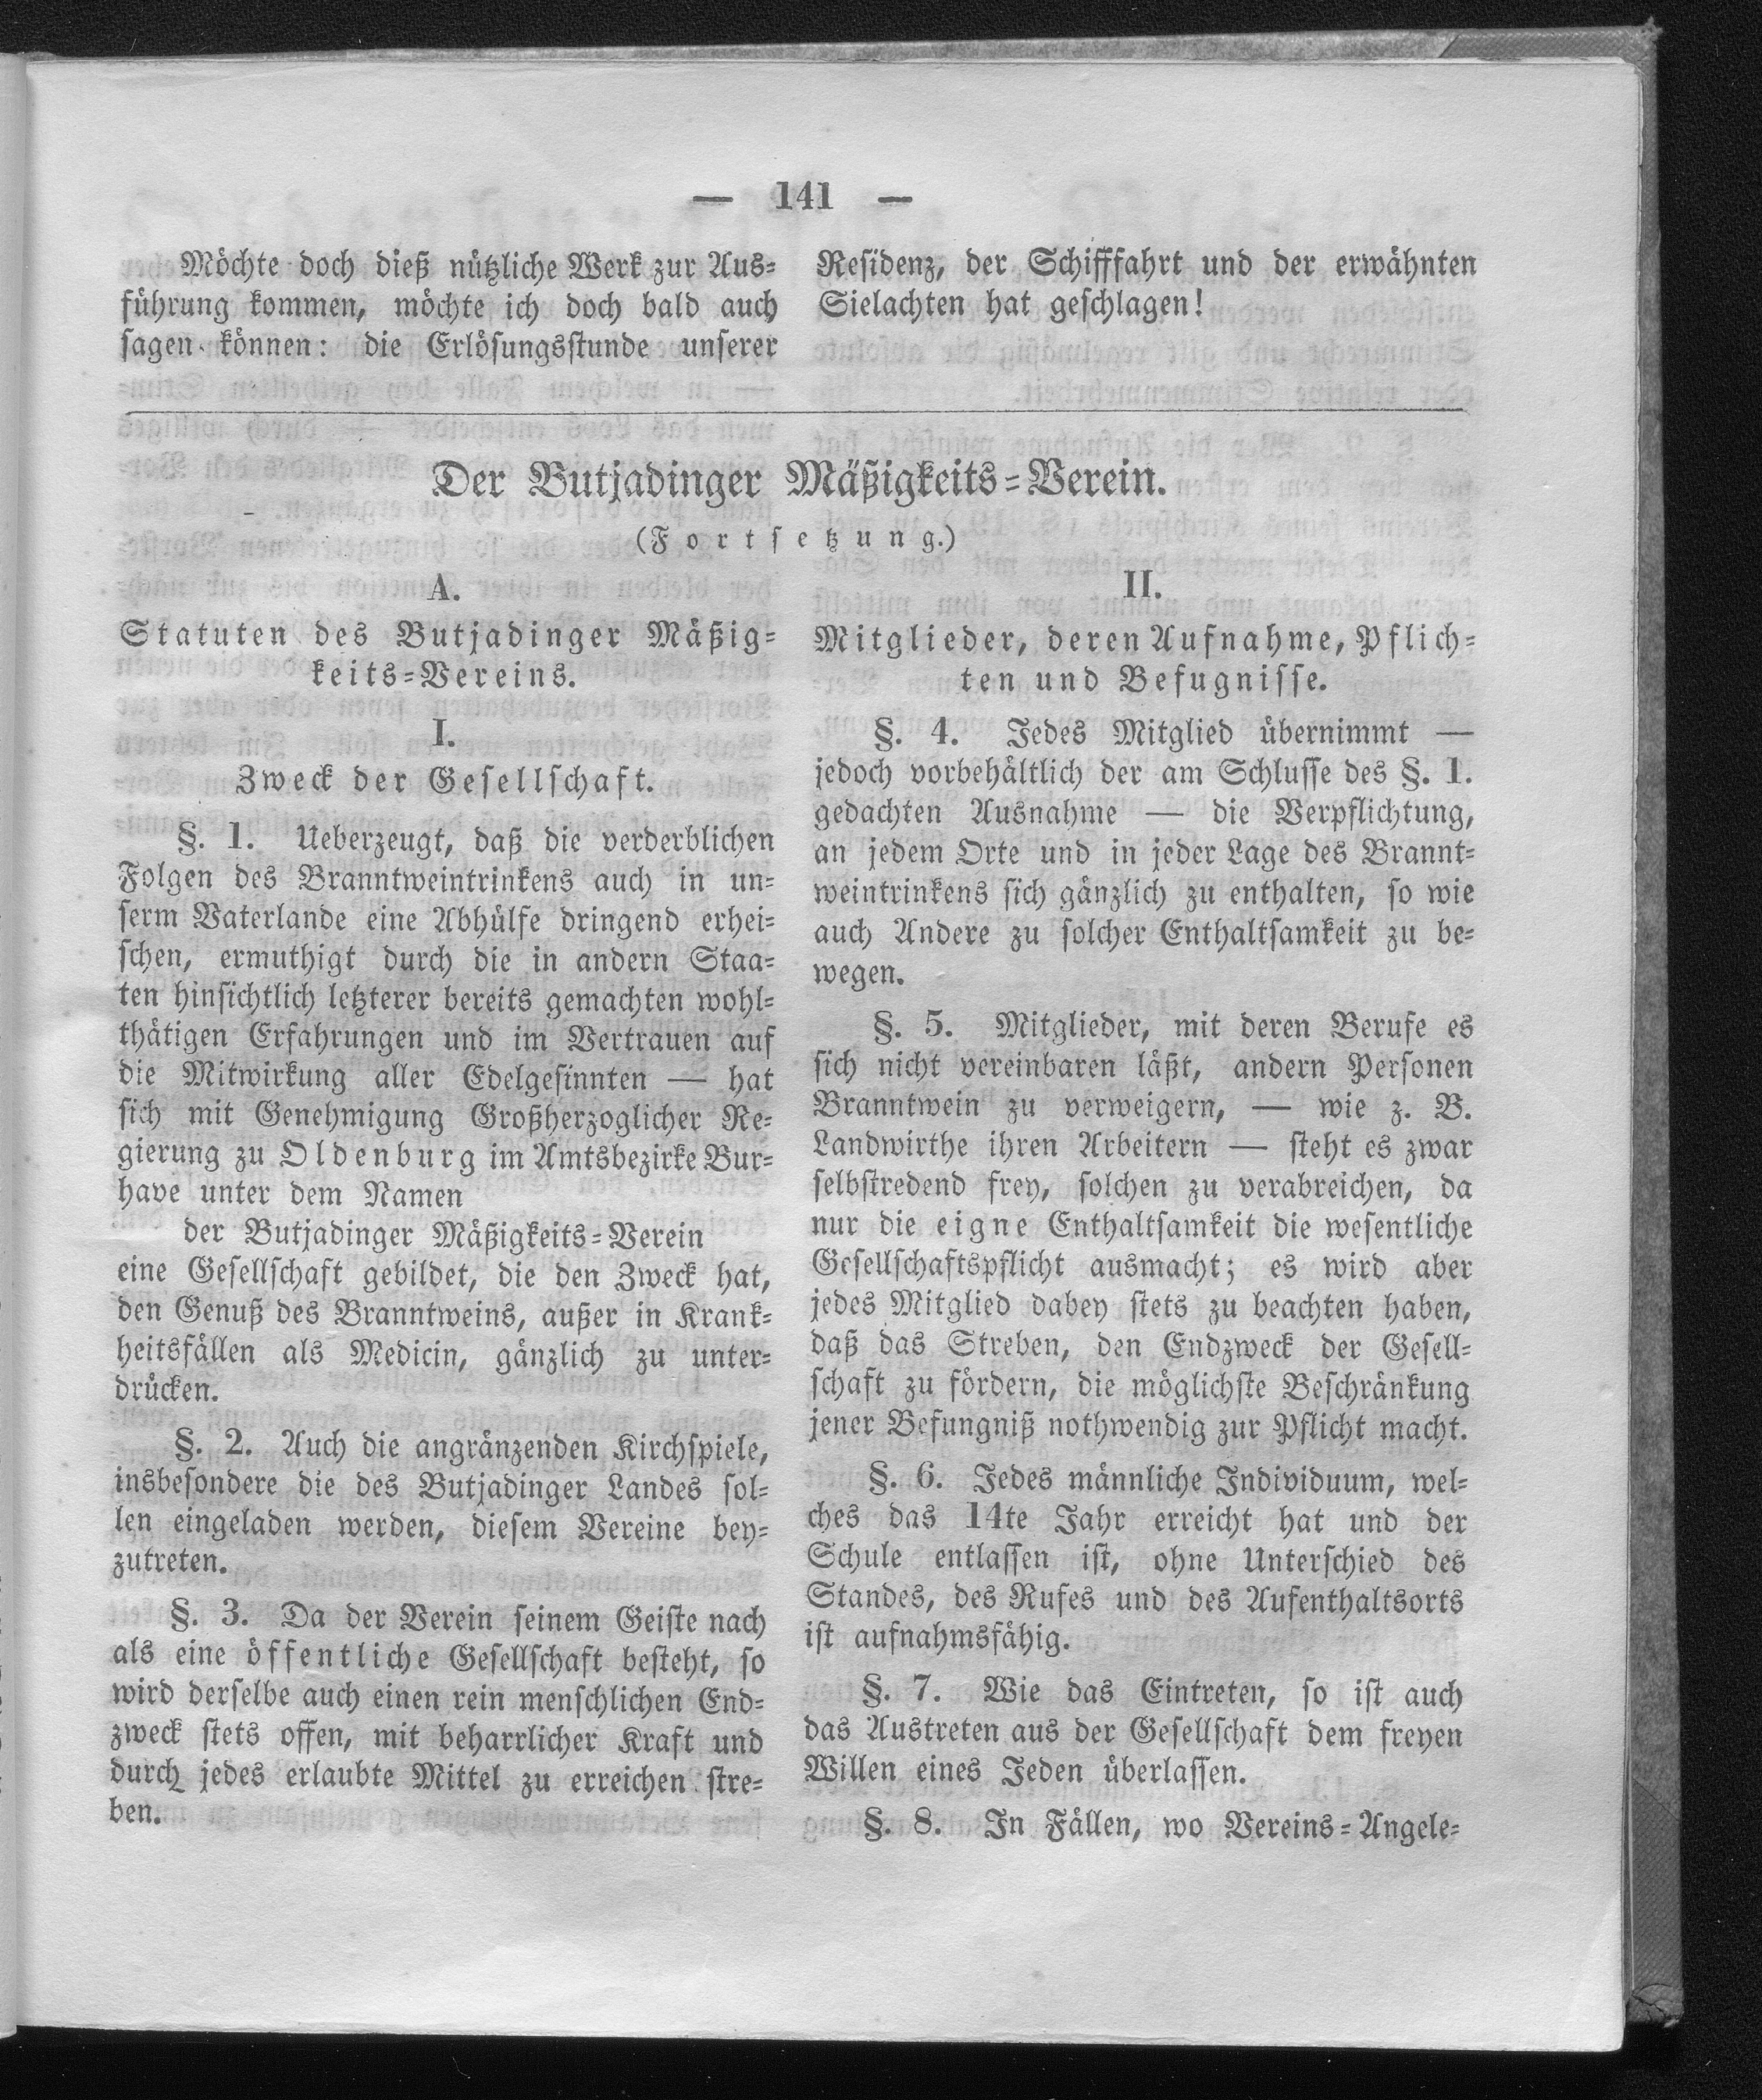 — 141 —
Möchte doch dieß nützliche Werk zur Aus-
führung kommen, möchte ich doch bald auch
sagen können: die Erlösungsstunde unserer
Residenz, der Schifffahrt und der erwähnten
Sielachten hat geschlagen!
Der Butjadinger Mäßigkeits-Verein.
(Fortsetzung.)
A.
Statuten des Butjadinger Mäßig-
keits-Vereins.
I.
Zweck der Gesellschaft.
§. 1. Ueberzeugt, daß die verderblichen
Folgen des Branntweintrinkens auch in un-
serm Vaterlande eine Abhülfe dringend erhei-
schen, ermuthigt durch die in andern Staa-
ten hinsichtlich letzterer bereits gemachten wohl-
thätigen Erfahrungen und im Vertrauen auf
die Mitwirkung aller Edelgesinnten — hat
sich mit Genehmigung Großherzoglicher Re-
gierung zu Oldenburg im Amtsbezirke Bur-
have unter dem Namen
der Butjadinger Mäßigkeits-Verein
eine Gesellschaft gebildet, die den Zweck hat,
den Genuß des Branntweins, außer in Krank-
heitsfällen als Medicin, gänzlich zu unter-
drücken.
§. 2. Auch die angränzenden Kirchspiele,
insbesondere die des Butjadinger Landes sol-
len eingeladen werden, diesem Vereine bey-
zutreten.
§. 3. Da der Verein seinem Geiste nach
als eine öffentliche Gesellschaft besteht, so
wird derselbe auch einen rein menschlichen End-
zweck stets offen, mit beharrlicher Kraft und
durch jedes erlaubte Mittel zu erreichen stre-
ben.
II.
Mitglieder, deren Aufnahme, Pflich-
ten und Befugnisse.
§. 4. Jedes Mitglied übernimmt —
jedoch vorbehältlich der am Schlusse des §. 1.
gedachten Ausnahme — die Verpflichtung,
an jedem Orte und in jeder Lage des Brannt-
weintrinkens sich gänzlich zu enthalten, so wie
auch Andere zu solcher Enthaltsamkeit zu be-
wegen.
§. 5. Mitglieder, mit deren Berufe es
sich nicht vereinbaren läßt, andern Personen
Branntwein zu verweigern, — wie z. B.
Landwirthe ihren Arbeitern — steht es zwar
selbstredend frey, solchen zu verabreichen, da
nur die eigne Enthaltsamkeit die wesentliche
Gesellschaftspflicht ausmacht; es wird aber
jedes Mitglied dabey stets zu beachten haben,
daß das Streben, den Endzweck der Gesell-
schaft zu fördern, die möglichste Beschränkung
jener Befungniß nothwendig zur Pflicht macht.
§. 6. Jedes männliche Individuum, wel-
ches das 14te Jahr erreicht hat und der
Schule entlassen ist, ohne Unterschied des
Standes, des Rufes und des Aufenthaltsorts
ist aufnahmsfähig.
§. 7. Wie das Eintreten, so ist auch
das Austreten aus der Gesellschaft dem freyen
Willen eines Jeden überlassen.
§. 8. In Fällen, wo Vereins-Angele-